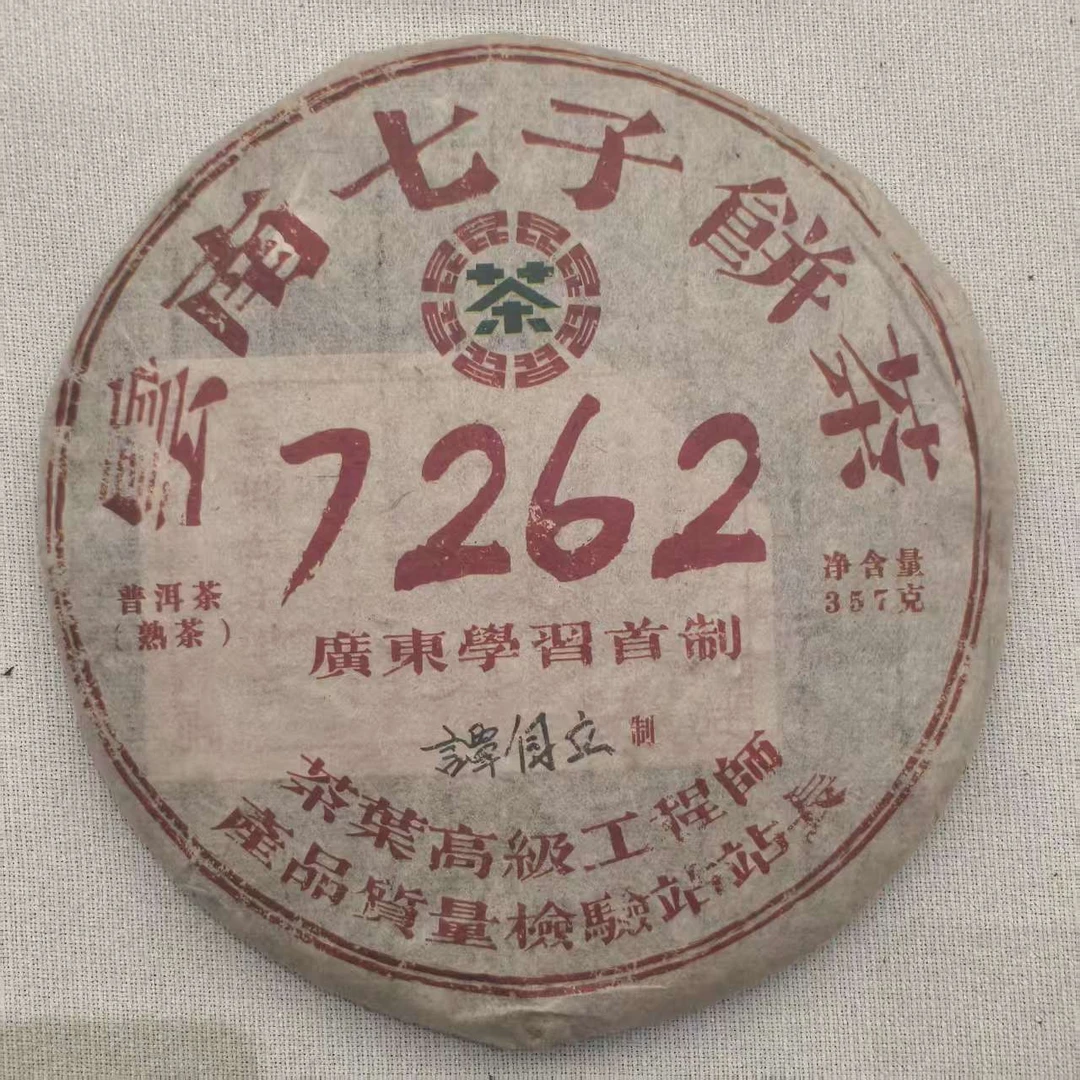 雲南七子餅茶
茶
7262
普洱茶
(熟茶)
净含量
357克
廣東學習首制
譚自立 制
茶葉高級工程師
產品質量檢驗站站長